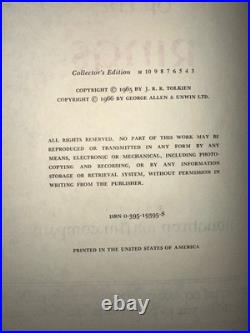 Collector's Edition   M 10 9 8 7 6 5 4 3
COPYRIGHT © 1965 BY J. R. R. TOLKIEN
COPYRIGHT © 1966 BY GEORGE ALLEN & UNWIN LTD.
ALL RIGHTS RESERVED. NO PART OF THIS WORK MAY BE
REPRODUCED OR TRANSMITTED IN ANY FORM BY ANY
MEANS, ELECTRONIC OR MECHANICAL, INCLUDING PHOTO-
COPYING AND RECORDING, OR BY ANY INFORMATION
STORAGE OR RETRIEVAL SYSTEM, WITHOUT PERMISSION IN
WRITING FROM THE PUBLISHER.
ISBN 0-395-19395-8
PRINTED IN THE UNITED STATES OF AMERICA